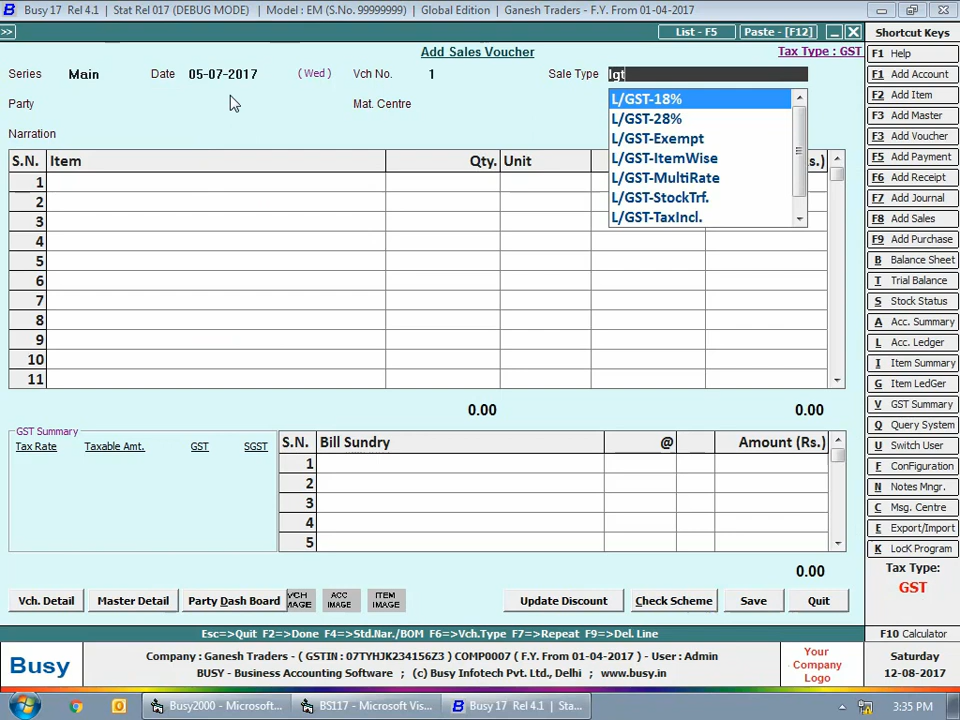 Busy 17 Rel 4.1 | Stat Rel 017 (DEBUG MODE) | Model : EM (S.No. 99999999) | Global Edition | Ganesh Traders - F.Y. From 01-04-2017
>> List - F5 Paste - [F12] Shortcut Keys
Add Sales Voucher Tax Type : GST
Series Main Date 05-07-2017 ( Wed ) Vch No. 1 Sale Type lgt
Party Mat. Centre
Narration
L/GST-18%
L/GST-28%
L/GST-Exempt
L/GST-ItemWise
L/GST-MultiRate
L/GST-StockTrf.
L/GST-TaxIncl.
S.N. Item Qty. Unit s.)
1
2
3
4
5
6
7
8
9
10
11
0.00 0.00
GST Summary
Tax Rate Taxable Amt. GST SGST
S.N. Bill Sundry @ Amount (Rs.)
1
2
3
4
5
0.00
Vch. Detail Master Detail Party Dash Board VCH IMAGE ACC IMAGE ITEM IMAGE Update Discount Check Scheme Save Quit
Esc=>Quit F2=>Done F4=>Std.Nar./BOM F6=>Vch.Type F7=>Repeat F9=>Del. Line
F1 Help
F1 Add Account
F2 Add Item
F3 Add Master
F3 Add Voucher
F5 Add Payment
F6 Add Receipt
F7 Add Journal
F8 Add Sales
F9 Add Purchase
B Balance Sheet
T Trial Balance
S Stock Status
A Acc. Summary
L Acc. Ledger
I Item Summary
G Item LedGer
V GST Summary
Q Query System
U Switch User
F ConFiguration
N Notes Mngr.
C Msg. Centre
E Export/Import
K LocK Program
Tax Type:
GST
F10 Calculator
Busy
Company : Ganesh Traders - ( GSTIN : 07TYHJK234156Z3 ) COMP0007 ( F.Y. From 01-04-2017 ) - User : Admin
BUSY - Business Accounting Software ; (c) Busy Infotech Pvt. Ltd., Delhi ; www.busy.in
Your
Company
Logo
Saturday
12-08-2017
Busy2000 - Microsoft... BS117 - Microsoft Vis... Busy 17 Rel 4.1 | Sta... 3:35 PM